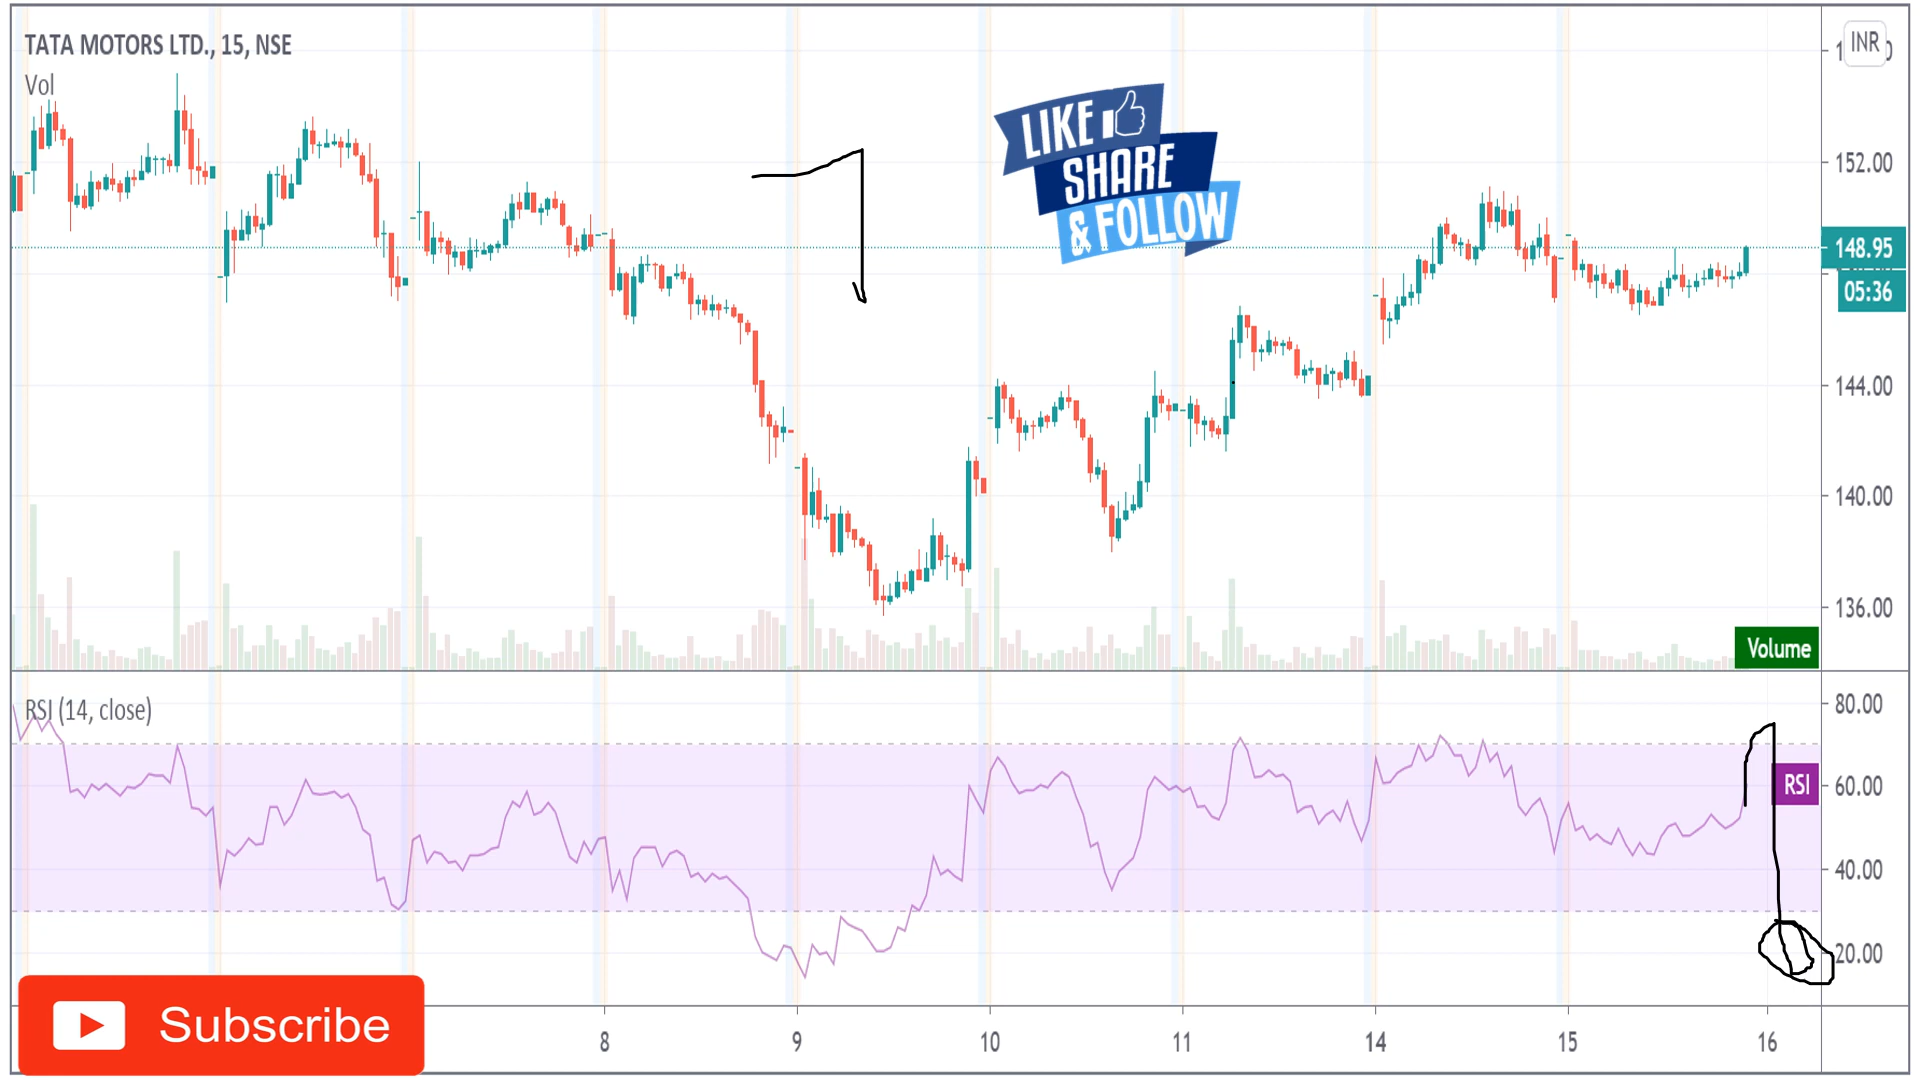 TATA MOTORS LTD., 15, NSE
INR
Vol
LIKE
SHARE
& FOLLOW
152.00
148.95
05:36
144.00
140.00
136.00
Volume
RSI (14, close)
80.00
RSI
60.00
40.00
20.00
Subscribe
8 9 10 11 14 15 16